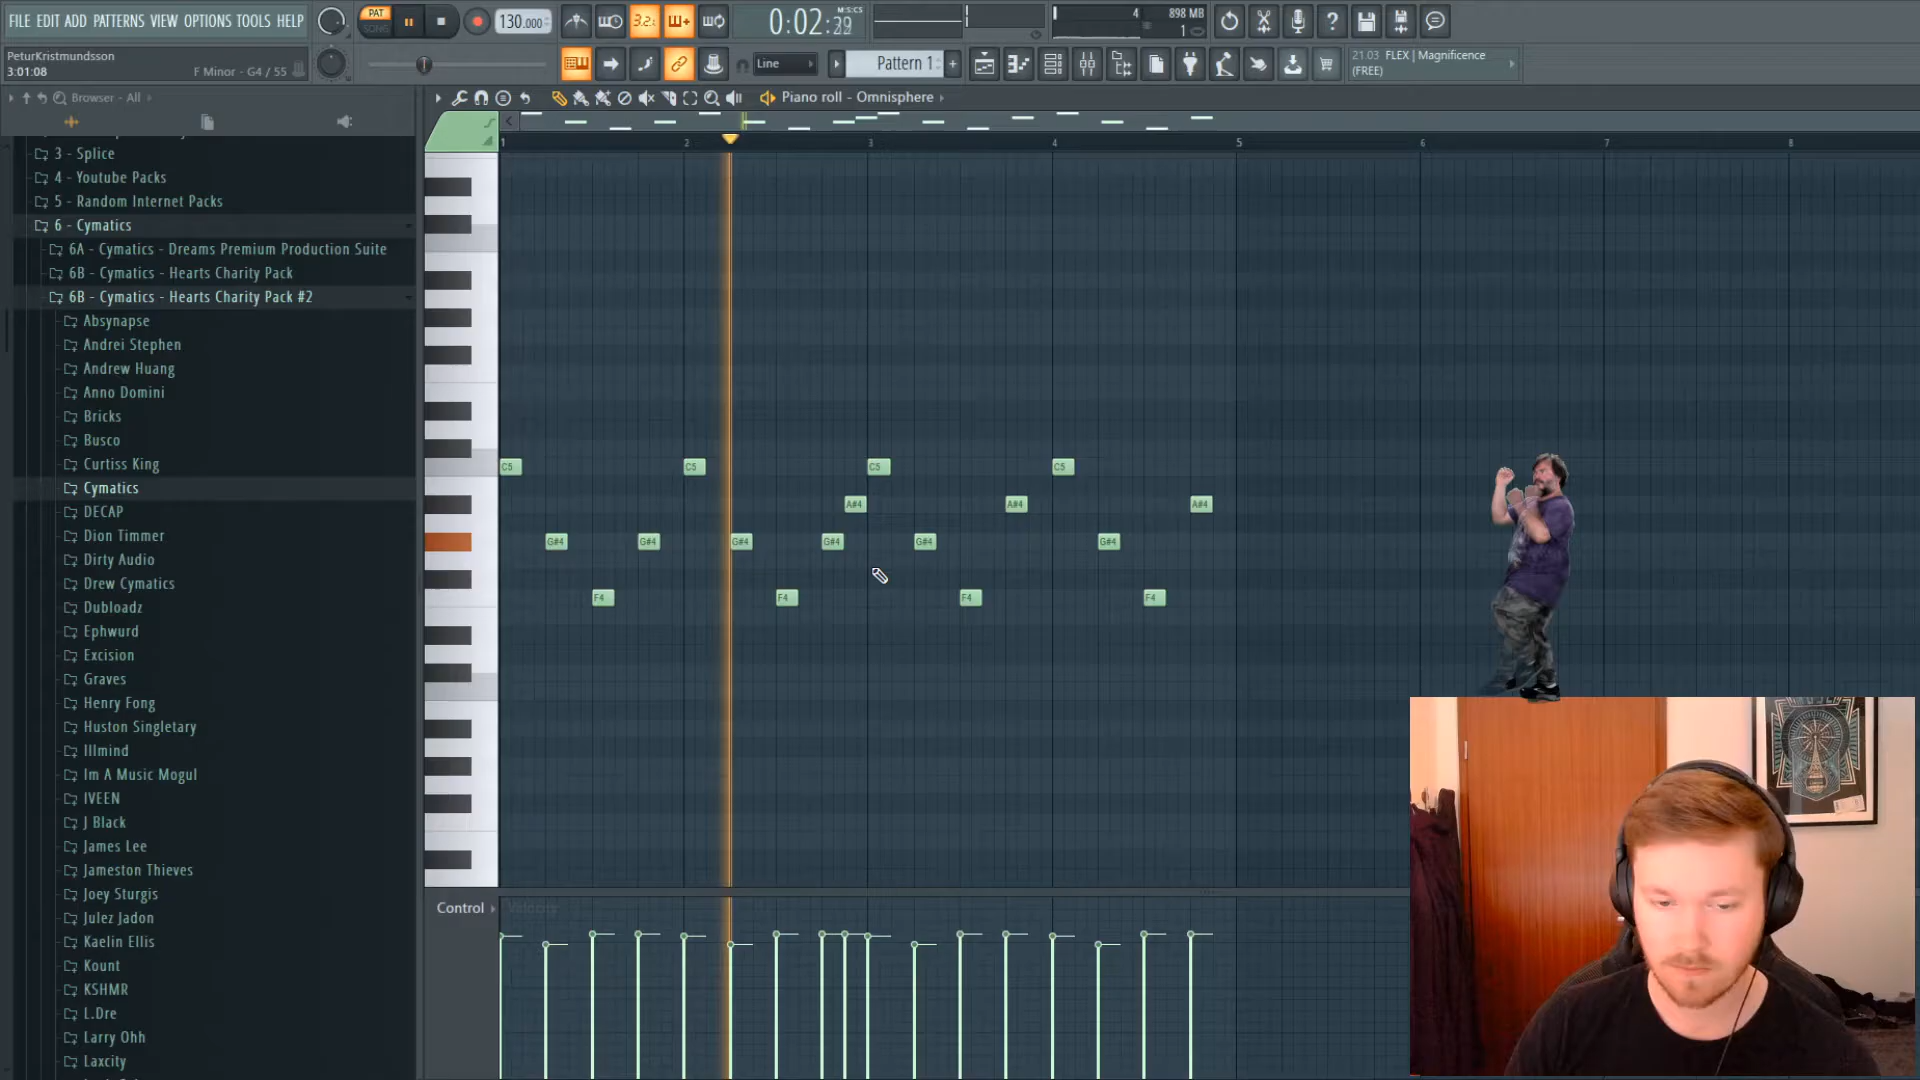 FILE EDIT ADD PATTERNS VIEW OPTIONS TOOLS HELP
PAT
SONG
130.000
3.2.
0:02:29
M:S:CS
4
898 MB
1
PeturKristmundsson
3:01:08
F Minor - G4 / 55
Line
Pattern 1
21.03 FLEX | Magnificence
(FREE)
Browser - All
Piano roll - Omnisphere
3 - Splice
4 - Youtube Packs
5 - Random Internet Packs
6 - Cymatics
6A - Cymatics - Dreams Premium Production Suite
6B - Cymatics - Hearts Charity Pack
6B - Cymatics - Hearts Charity Pack #2
Absynapse
Andrei Stephen
Andrew Huang
Anno Domini
Bricks
Busco
Curtiss King
Cymatics
DECAP
Dion Timmer
Dirty Audio
Drew Cymatics
Dubloadz
Ephwurd
Excision
Graves
Henry Fong
Huston Singletary
Illmind
Im A Music Mogul
IVEEN
J Black
James Lee
Jameston Thieves
Joey Sturgis
Julez Jadon
Kaelin Ellis
Kount
KSHMR
L.Dre
Larry Ohh
Laxcity
1 2 3 4 5 6 7 8
C5 C5 C5 C5
A#4 A#4 A#4
G#4 G#4 G#4 G#4 G#4 G#4
F4 F4 F4 F4
Control Velocity